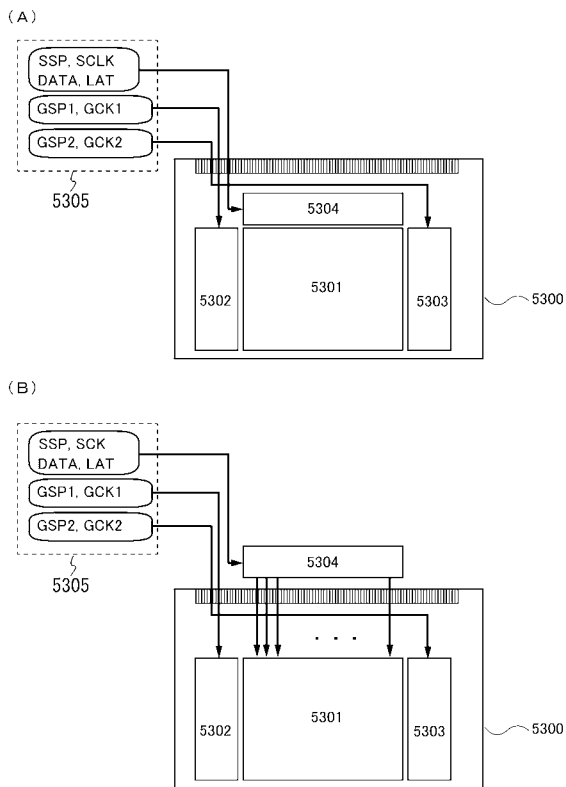 (A)
SSP, SCLK
DATA, LAT
GSP1, GCK1
GSP2, GCK2
5305
5304
5302
5301
5303
5300
(B)
SSP, SCK
DATA, LAT
GSP1, GCK1
GSP2, GCK2
5305
5304
. . .
5302
5301
5303
5300